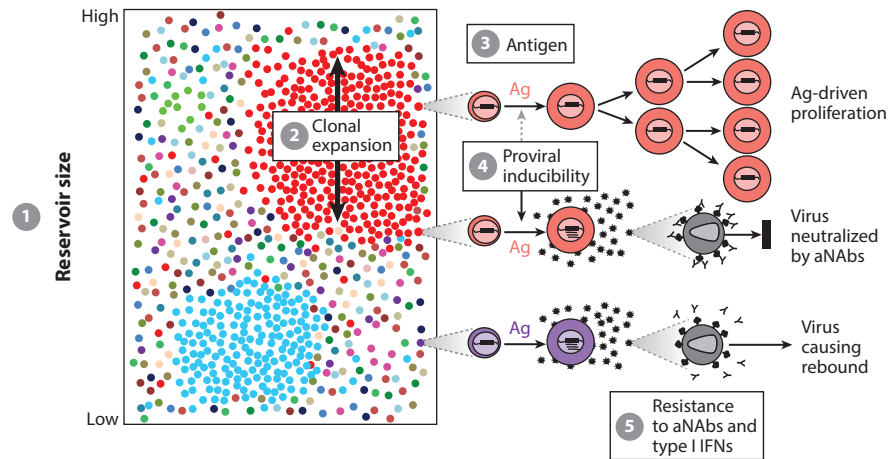 High
1
Reservoir size
Low
2 Clonal
expansion
3 Antigen
Ag
Ag-driven
proliferation
4 Proviral
inducibility
Ag
Virus
neutralized
by aNAbs
Ag
Virus
causing
rebound
5 Resistance
to aNAbs and
type I IFNs